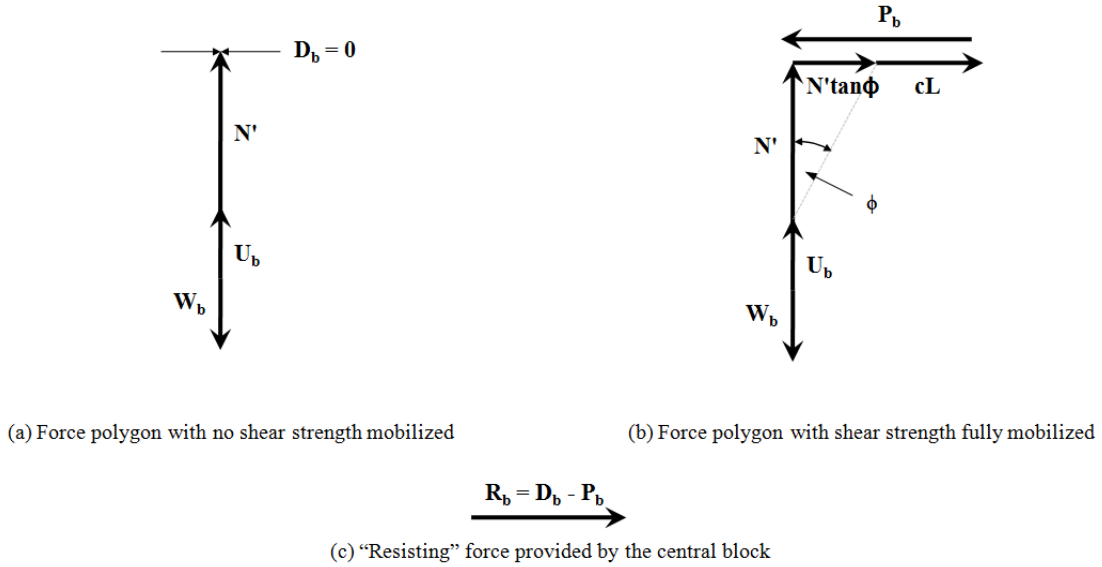 D_b = 0
N'
U_b
W_b
(a) Force polygon with no shear strength mobilized
P_b
N'tanϕ cL
N'
ϕ
U_b
W_b
(b) Force polygon with shear strength fully mobilized
R_b = D_b - P_b
(c) “Resisting” force provided by the central block